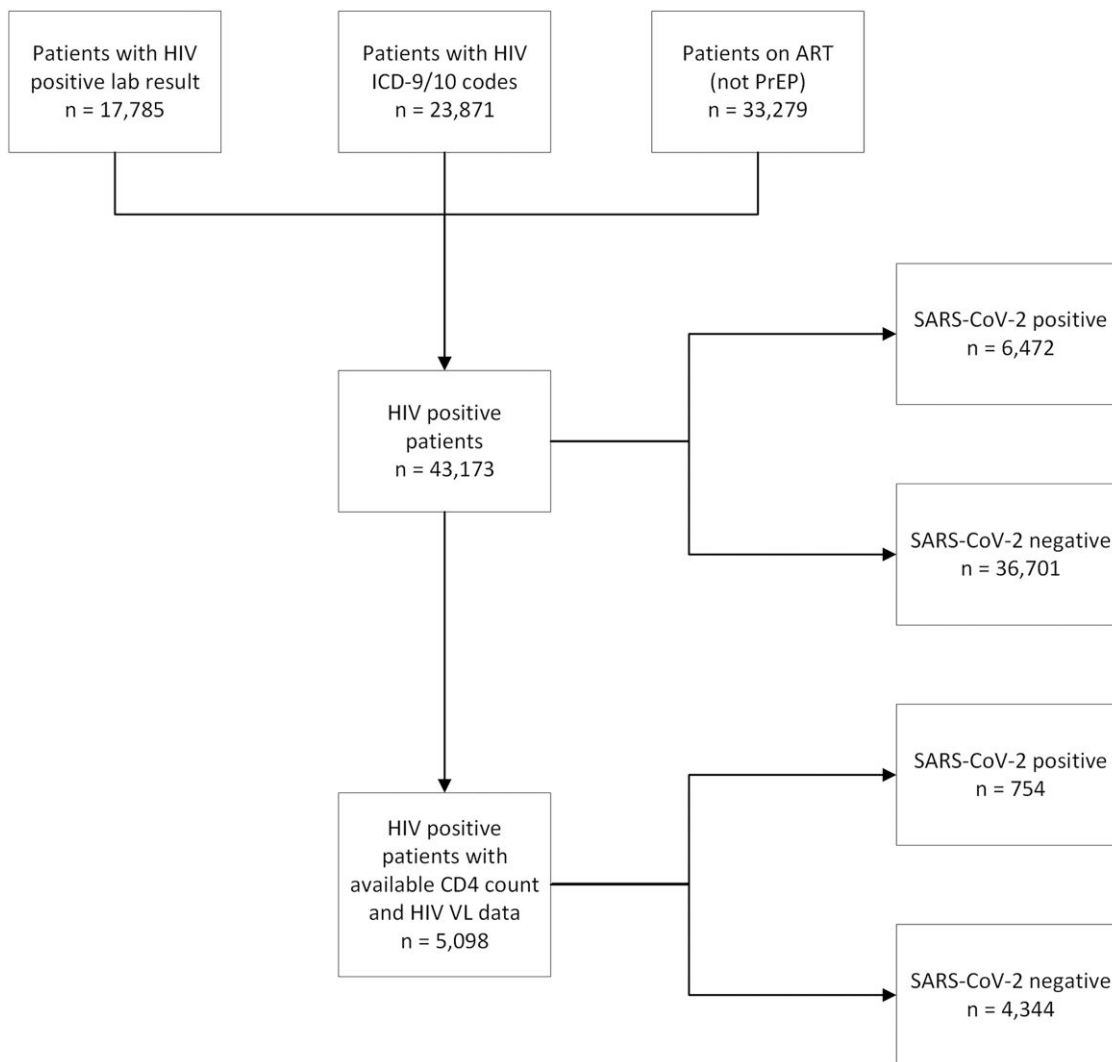 Patients with HIV
positive lab result
n = 17,785
Patients with HIV
ICD-9/10 codes
n = 23,871
Patients on ART
(not PrEP)
n = 33,279
SARS-CoV-2 positive
n = 6,472
HIV positive
patients
n = 43,173
SARS-CoV-2 negative
n = 36,701
SARS-CoV-2 positive
n = 754
HIV positive
patients with
available CD4 count
and HIV VL data
n = 5,098
SARS-CoV-2 negative
n = 4,344